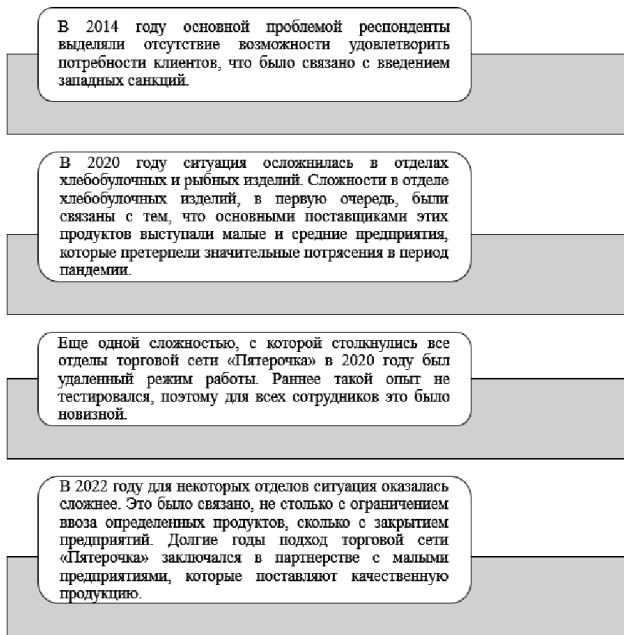 В 2014 году основной проблемой респонденты
выделяли отсутствие возможности удовлетворить
потребности клиентов, что было связано с введением
западных санкций.
В 2020 году ситуация осложнилась в отделах
хлебобулочных и рыбных изделий. Сложности в отделе
хлебобулочных изделий, в первую очередь, были
связаны с тем, что основными поставщиками этих
продуктов выступали малые и средние предприятия,
которые претерпели значительные потрясения в период
пандемии.
Еще одной сложностью, с которой столкнулись все
отделы торговой сети «Пятерочка» в 2020 году был
удаленный режим работы. Раннее такой опыт не
тестировался, поэтому для всех сотрудников это было
новизной.
В 2022 году для некоторых отделов ситуация оказалась
сложнее. Это было связано, не столько с ограничением
ввоза определенных продуктов, сколько с закрытием
предприятий. Долгие годы подход торговой сети
«Пятерочка» заключался в партнерстве с малыми
предприятиями, которые поставляют качественную
продукцию.